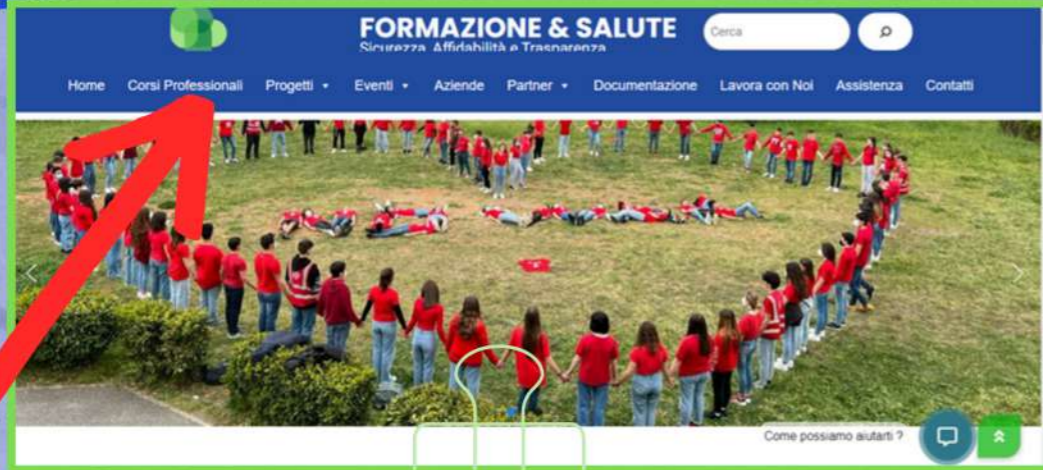 FORMAZIONE & SALUTE
Sicurezza, Affidabilità e Trasparenza
Cerca
Home Corsi Professionali Progetti Eventi Aziende Partner Documentazione Lavora con Noi Assistenza Contatti
Come possiamo aiutarti ?